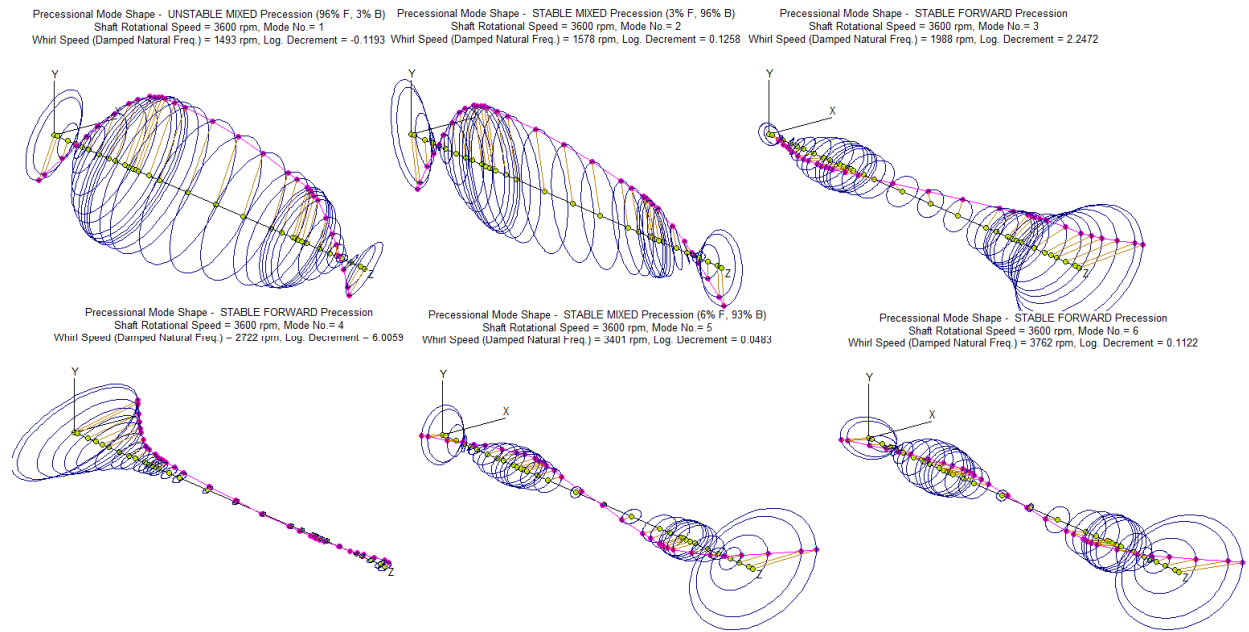 Precessional Mode Shape - UNSTABLE MIXED Precession (96% F, 3% B)
Shaft Rotational Speed = 3600 rpm, Mode No.= 1
Whirl Speed (Damped Natural Freq.) = 1493 rpm, Log. Decrement = -0.1193
Y
X
Z
Precessional Mode Shape - STABLE MIXED Precession (3% F, 96% B)
Shaft Rotational Speed = 3600 rpm, Mode No.= 2
Whirl Speed (Damped Natural Freq.) = 1578 rpm, Log. Decrement = 0.1258
Y
Z
Precessional Mode Shape - STABLE FORWARD Precession
Shaft Rotational Speed = 3600 rpm, Mode No.= 3
Whirl Speed (Damped Natural Freq.) = 1988 rpm, Log. Decrement = 2.2472
Y
X
Z
Precessional Mode Shape - STABLE FORWARD Precession
Shaft Rotational Speed = 3600 rpm, Mode No.= 4
Whirl Speed (Damped Natural Freq.) = 2722 rpm, Log. Decrement = 6.0059
Y
Z
Precessional Mode Shape - STABLE MIXED Precession (6% F, 93% B)
Shaft Rotational Speed = 3600 rpm, Mode No.= 5
Whirl Speed (Damped Natural Freq.) = 3401 rpm, Log. Decrement = 0.0483
Y
X
Z
Precessional Mode Shape - STABLE FORWARD Precession
Shaft Rotational Speed = 3600 rpm, Mode No.= 6
Whirl Speed (Damped Natural Freq.) = 3762 rpm, Log. Decrement = 0.1122
Y
X
Z